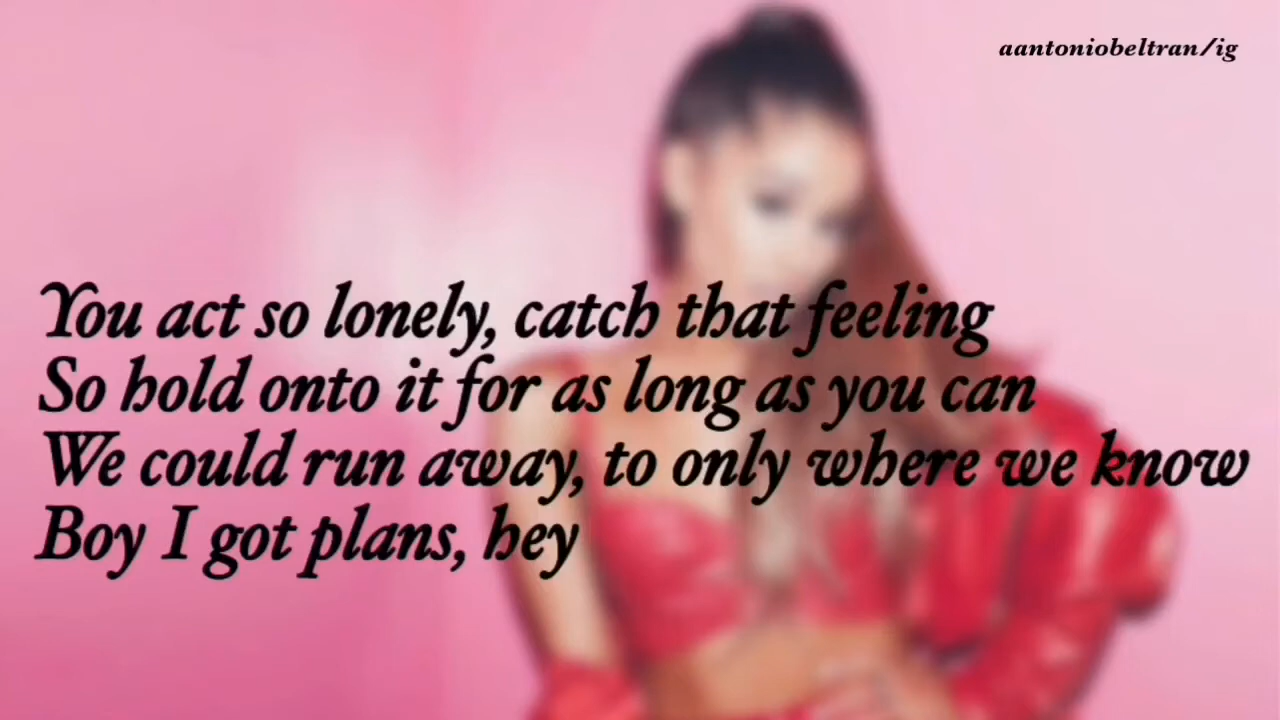 aantoniobeltran/ig
You act so lonely, catch that feeling
So hold onto it for as long as you can
We could run away, to only where we know
Boy I got plans, hey